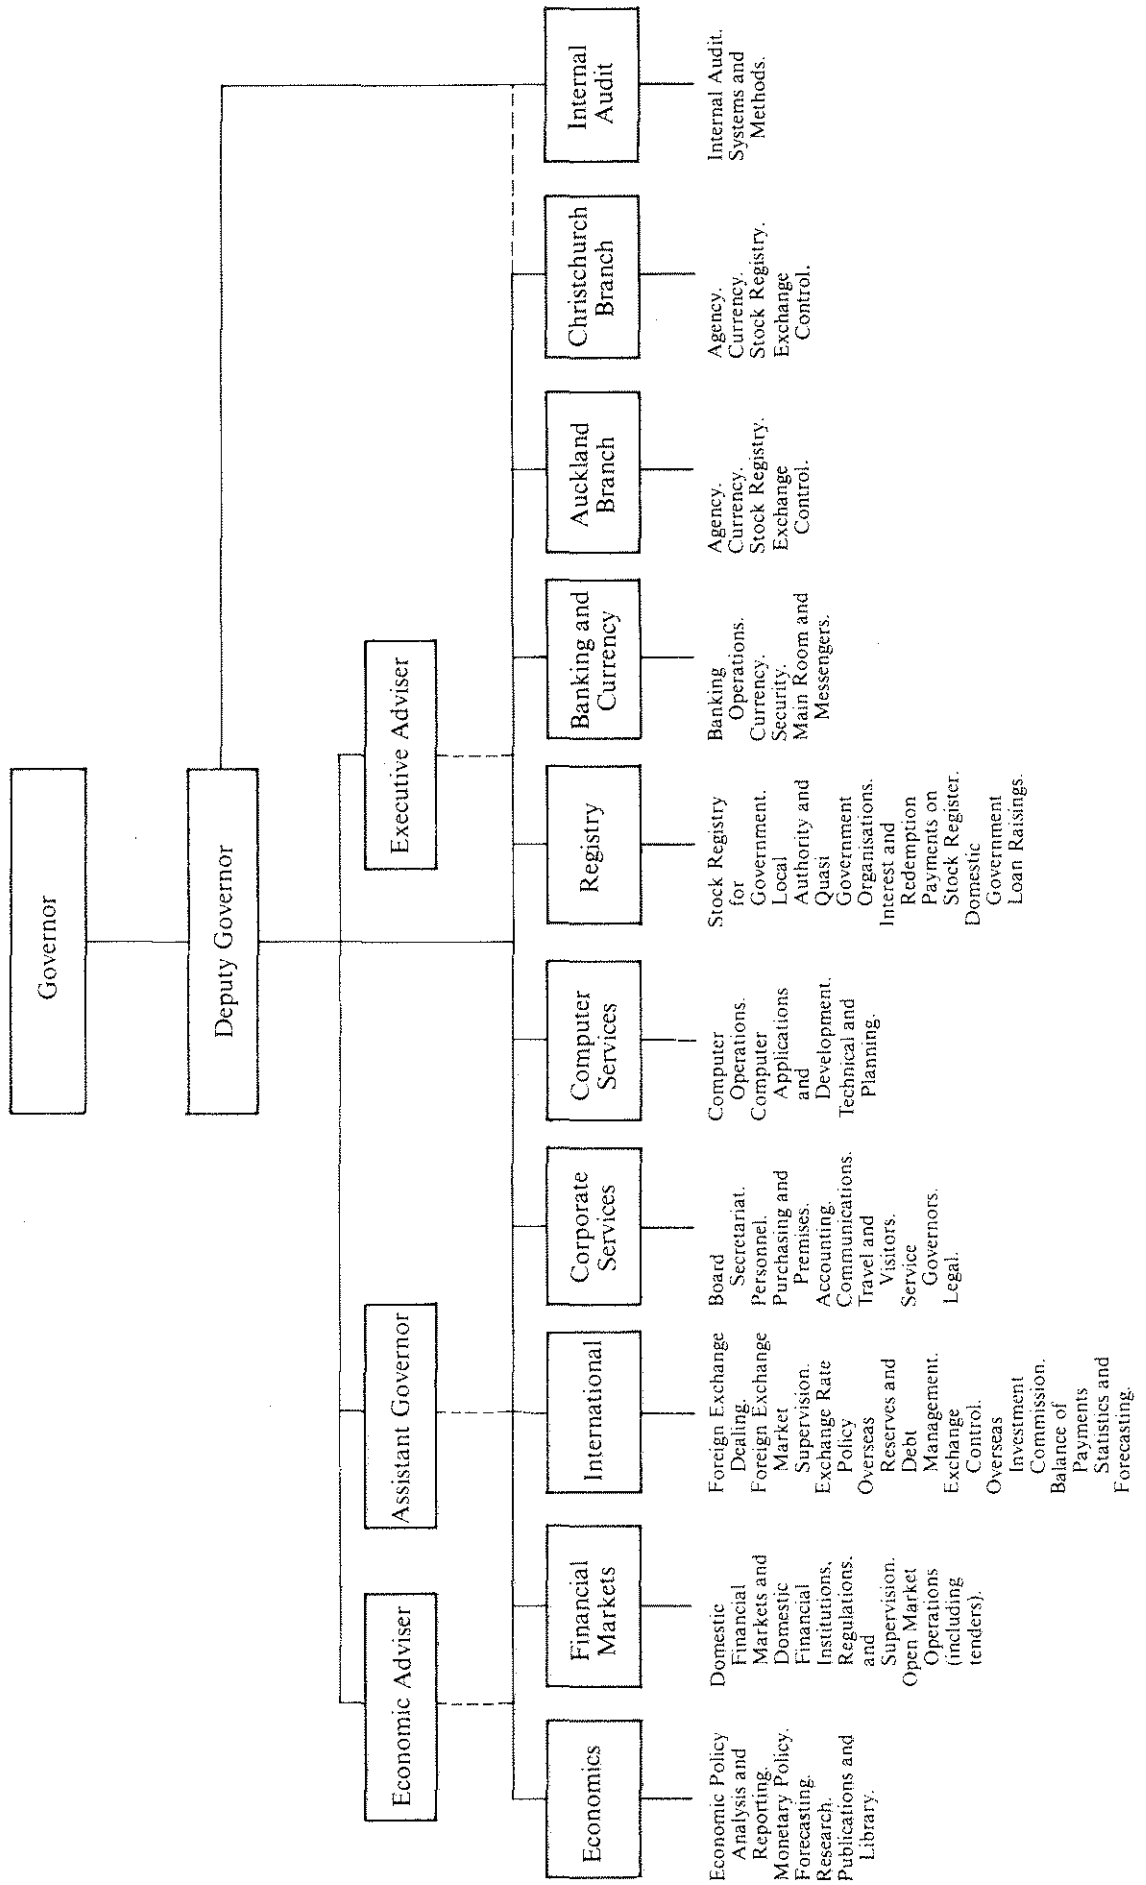 Governor
Deputy Governor
Economic Adviser
Assistant Governor
Executive Adviser
Economics
Financial
Markets
International
Corporate
Services
Computer
Services
Registry
Banking and
Currency
Auckland
Branch
Christchurch
Branch
Internal
Audit
Economic Policy
Analysis and
Reporting.
Monetary Policy.
Forecasting.
Research.
Publications and
Library.
Domestic
Financial
Markets and
Domestic
Financial
Institutions.
Regulations.
and
Supervision.
Open Market
Operations
(including
tenders).
Foreign Exchange
Dealing.
Foreign Exchange
Market
Supervision.
Exchange Rate
Policy
Overseas
Reserves and
Debt
Management.
Exchange
Control.
Overseas
Investment
Commission.
Balance of
Payments
Statistics and
Forecasting.
Board
Secretariat.
Personnel.
Purchasing and
Premises.
Accounting.
Communications.
Travel and
Visitors.
Service
Governors.
Legal.
Computer
Operations.
Computer
Applications
and
Development.
Technical and
Planning.
Stock Registry
for
Government.
Local
Authority and
Quasi
Government
Organisations.
Interest and
Redemption
Payments on
Stock Register.
Domestic
Government
Loan Raisings.
Banking
Operations.
Currency.
Security.
Main Room and
Messengers.
Agency.
Currency.
Stock Registry.
Exchange
Control.
Agency.
Currency.
Stock Registry.
Exchange
Control.
Internal Audit.
Systems and
Methods.